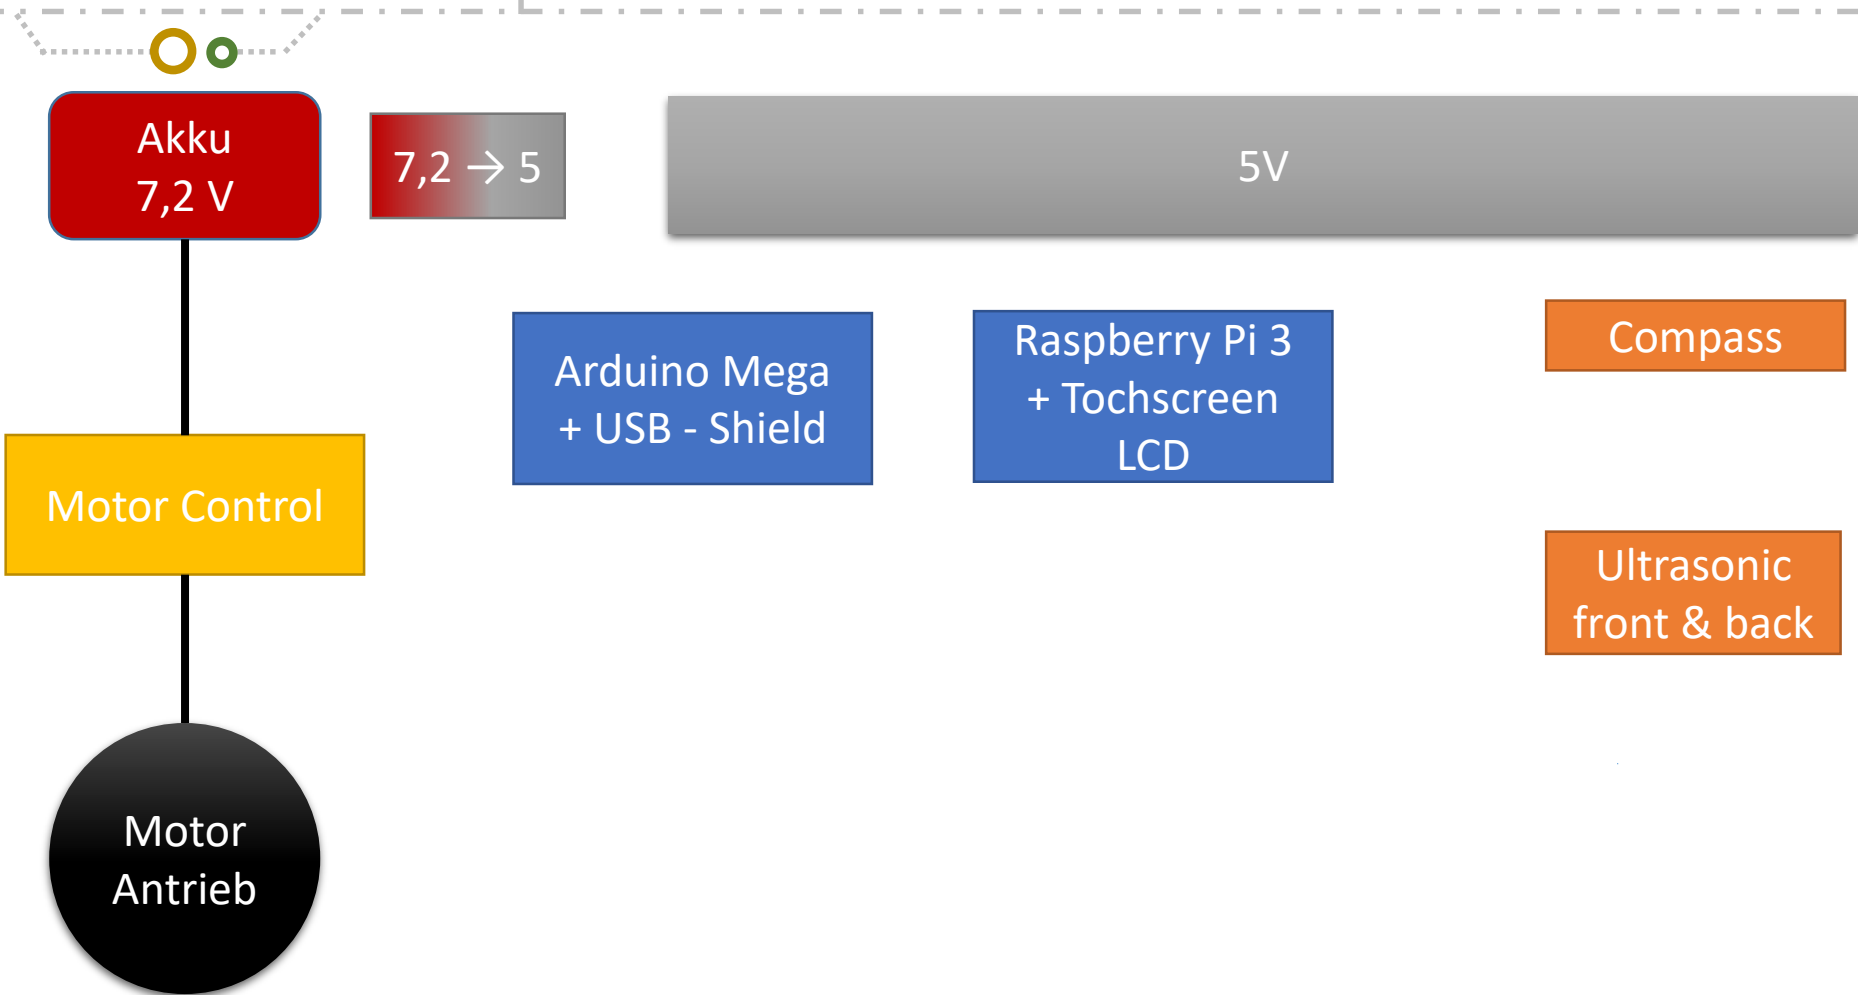 Akku
7,2 V
7,2 → 5
5V
Arduino Mega
+ USB - Shield
Raspberry Pi 3
+ Tochscreen
LCD
Compass
Motor Control
Ultrasonic
front & back
Motor
Antrieb